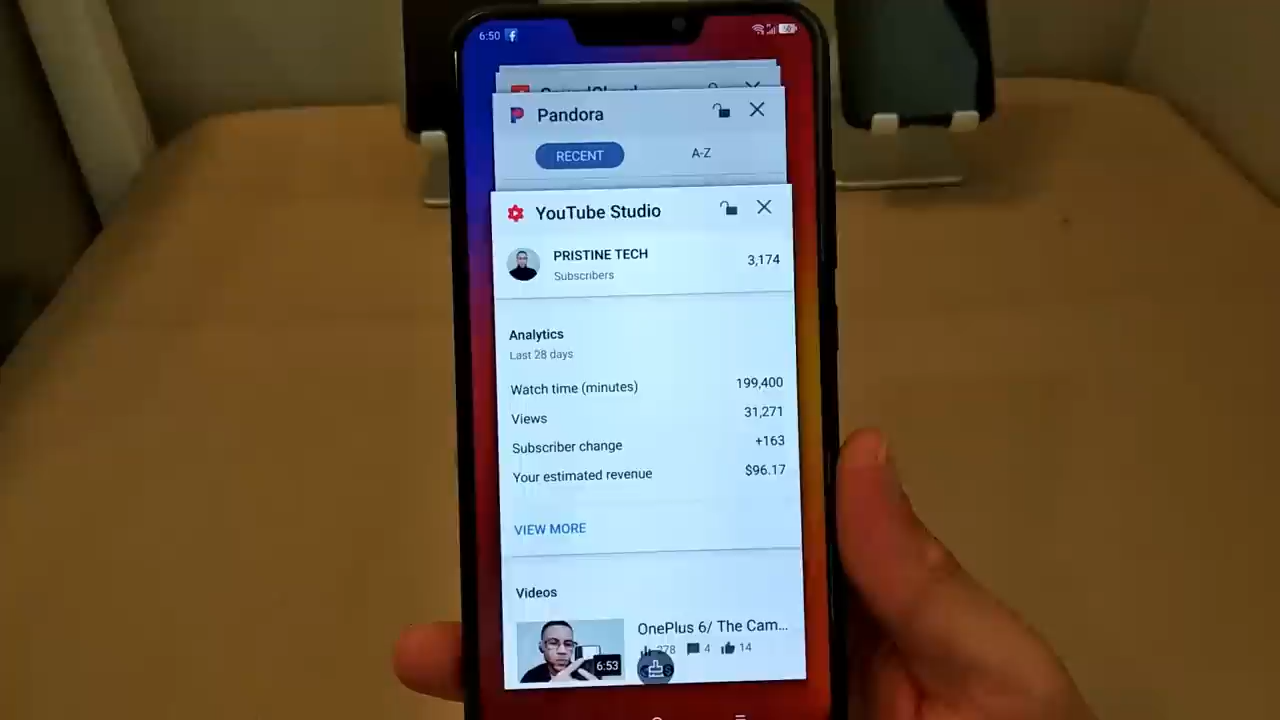 6:50
SoundCloud
Pandora
RECENT A-Z
YouTube Studio
PRISTINE TECH
Subscribers
3,174
Analytics
Last 28 days
Watch time (minutes) 199,400
Views 31,271
Subscriber change +163
Your estimated revenue $96.17
VIEW MORE
Videos
OnePlus 6/ The Cam...
4 14
6:53